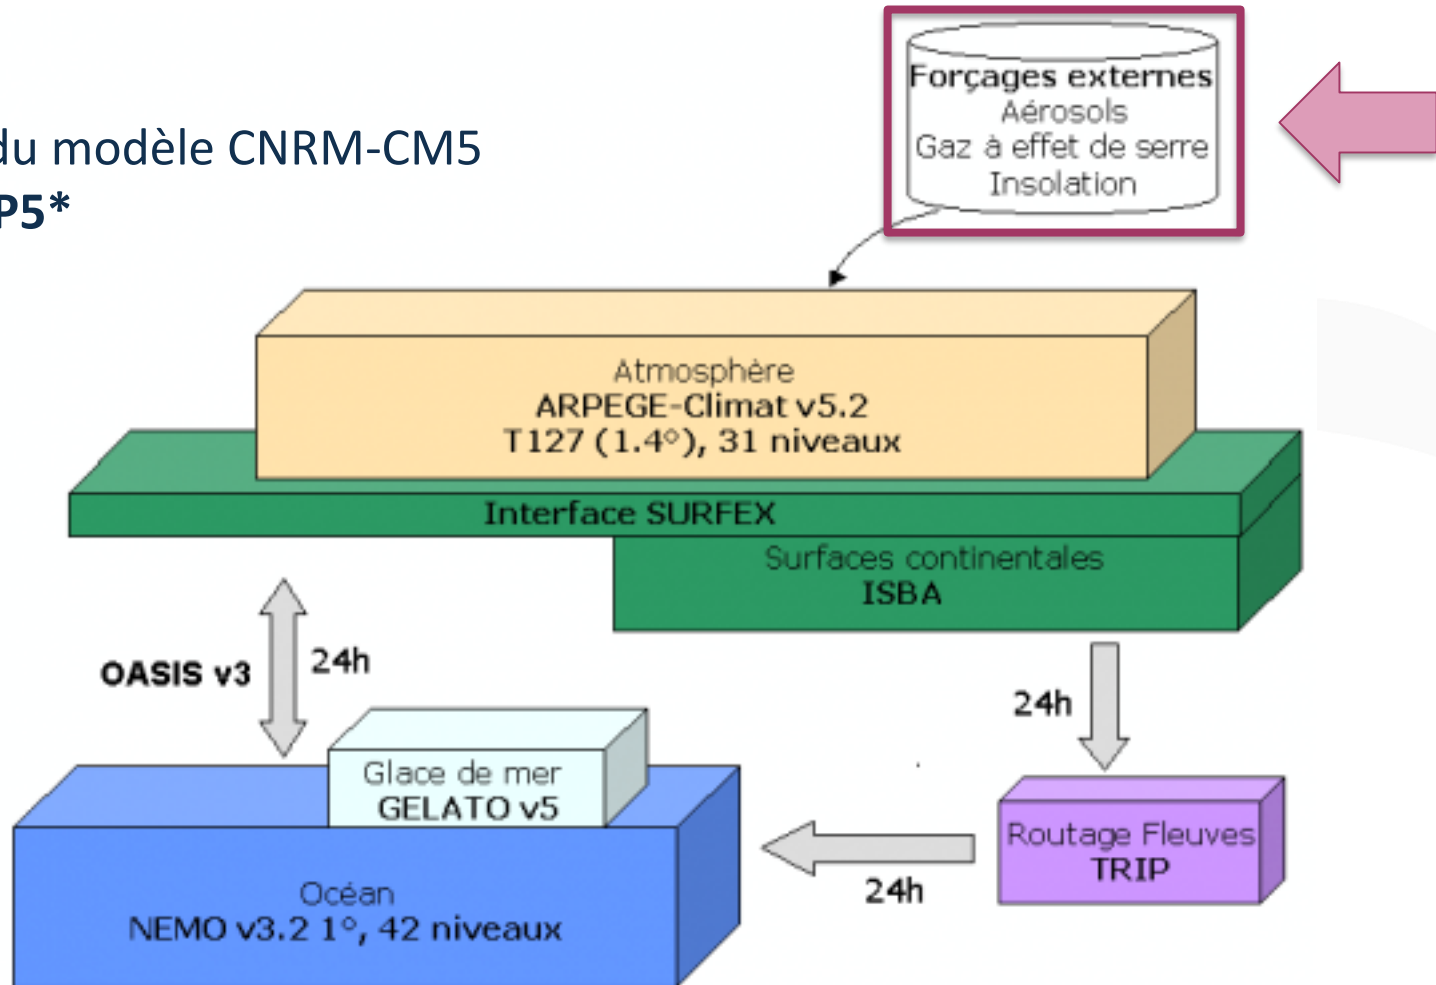 du modèle CNRM-CM5
P5*
Forçages externes
Aérosols
Gaz à effet de serre
Insolation
Atmosphère
ARPEGE-Climat v5.2
T127 (1.4°), 31 niveaux
Interface SURFEX
Surfaces continentales
ISBA
OASIS v3
24h
24h
Glace de mer
GELATO v5
Routage Fleuves
TRIP
24h
Océan
NEMO v3.2 1°, 42 niveaux